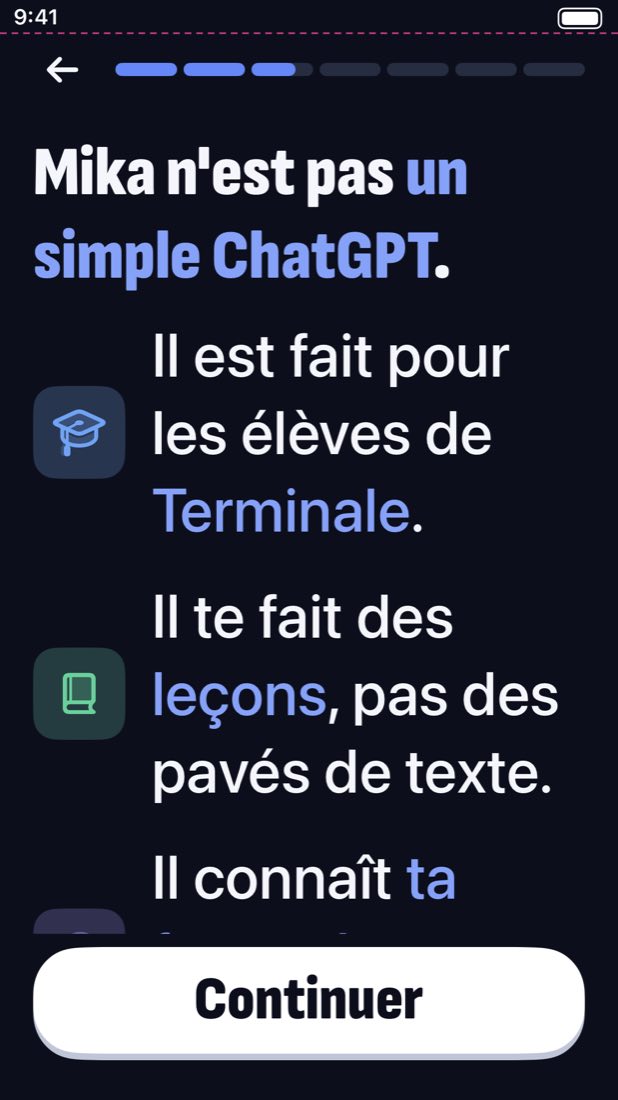 9:41
Mika n'est pas un
simple ChatGPT.
Il est fait pour
les élèves de
Terminale.
Il te fait des
leçons, pas des
pavés de texte.
Il connaît ta
Continuer